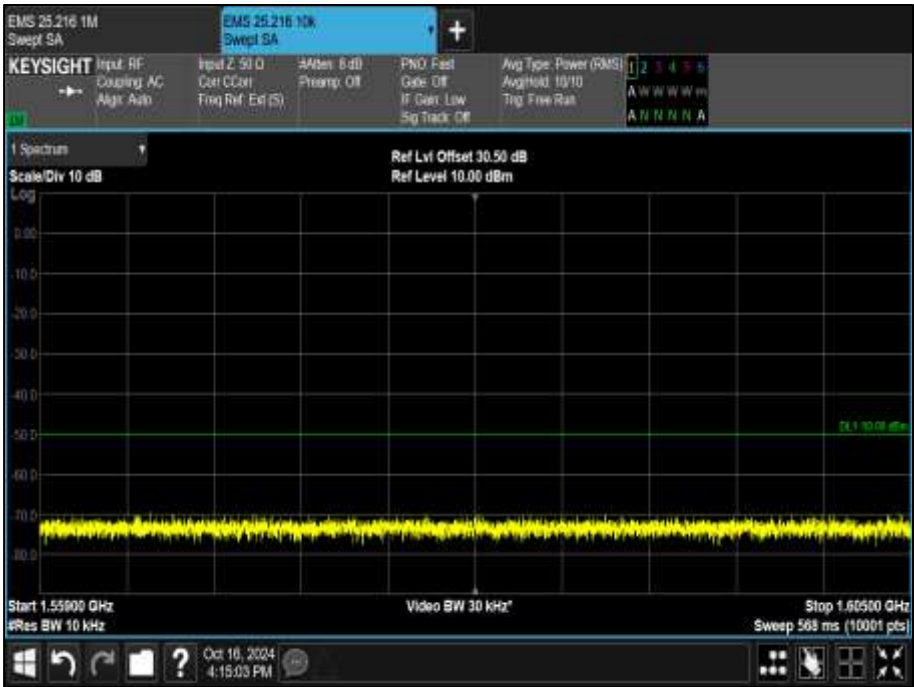 EMS 25.216 1M
Swept SA
EMS 25.216 10k
Swept SA
+
KEYSIGHT
Input: RF
Coupling: AC
Align: Auto
Input Z: 50 Ω
Corr CCorr
Freq Ref: Ext (S)
#Atten: 8 dB
Preamp: Off
PNO: Fast
Gate: Off
IF Gain: Low
Sig Track: Off
Avg Type: Power (RMS)
Avg|Hold: 10/10
Trig: Free Run
1 2 3 4 5 6
A W W W W
A N N N N A
1 Spectrum
Scale/Div 10 dB
Ref Lvl Offset 30.50 dB
Ref Level 10.00 dBm
Log
0.00
-10.0
-20.0
-30.0
-40.0
-50.0
-60.0
-70.0
-80.0
Start 1.55900 GHz
#Res BW 10 kHz
Video BW 30 kHz*
Stop 1.60500 GHz
Sweep 568 ms (10001 pts)
?
Oct 16, 2024
4:15:03 PM